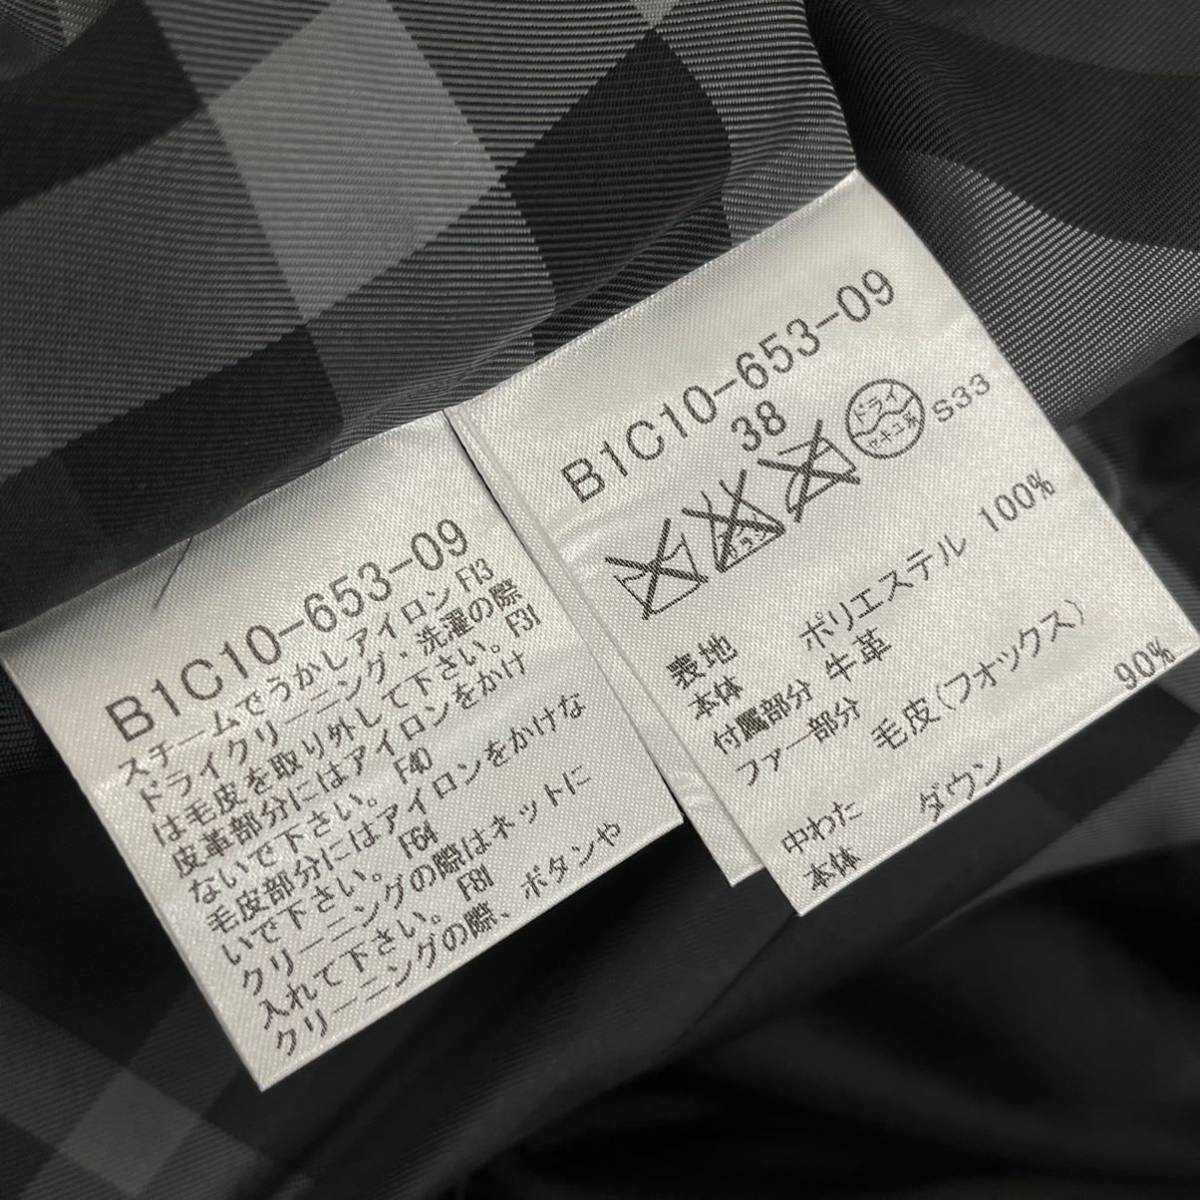 B1C10-653-09
スチームでうかしアイロンF13
ドライクリーニング・洗濯の際
は毛皮を取り外して下さい。F31
皮革部分にはアイロンをかけ
ないで下さい。F40
毛皮部分にはアイロンをかけな
いで下さい。F64
クリーニングの際はネットに
入れて下さい。F81
クリーニングの際、ボタンや
B1C10-653-09
38
ドライ
セキユ系
S33
表地
本体 ポリエステル 100%
付属部分 牛革
ファー部分
毛皮(フォックス)
中わた
本体 ダウン 90%